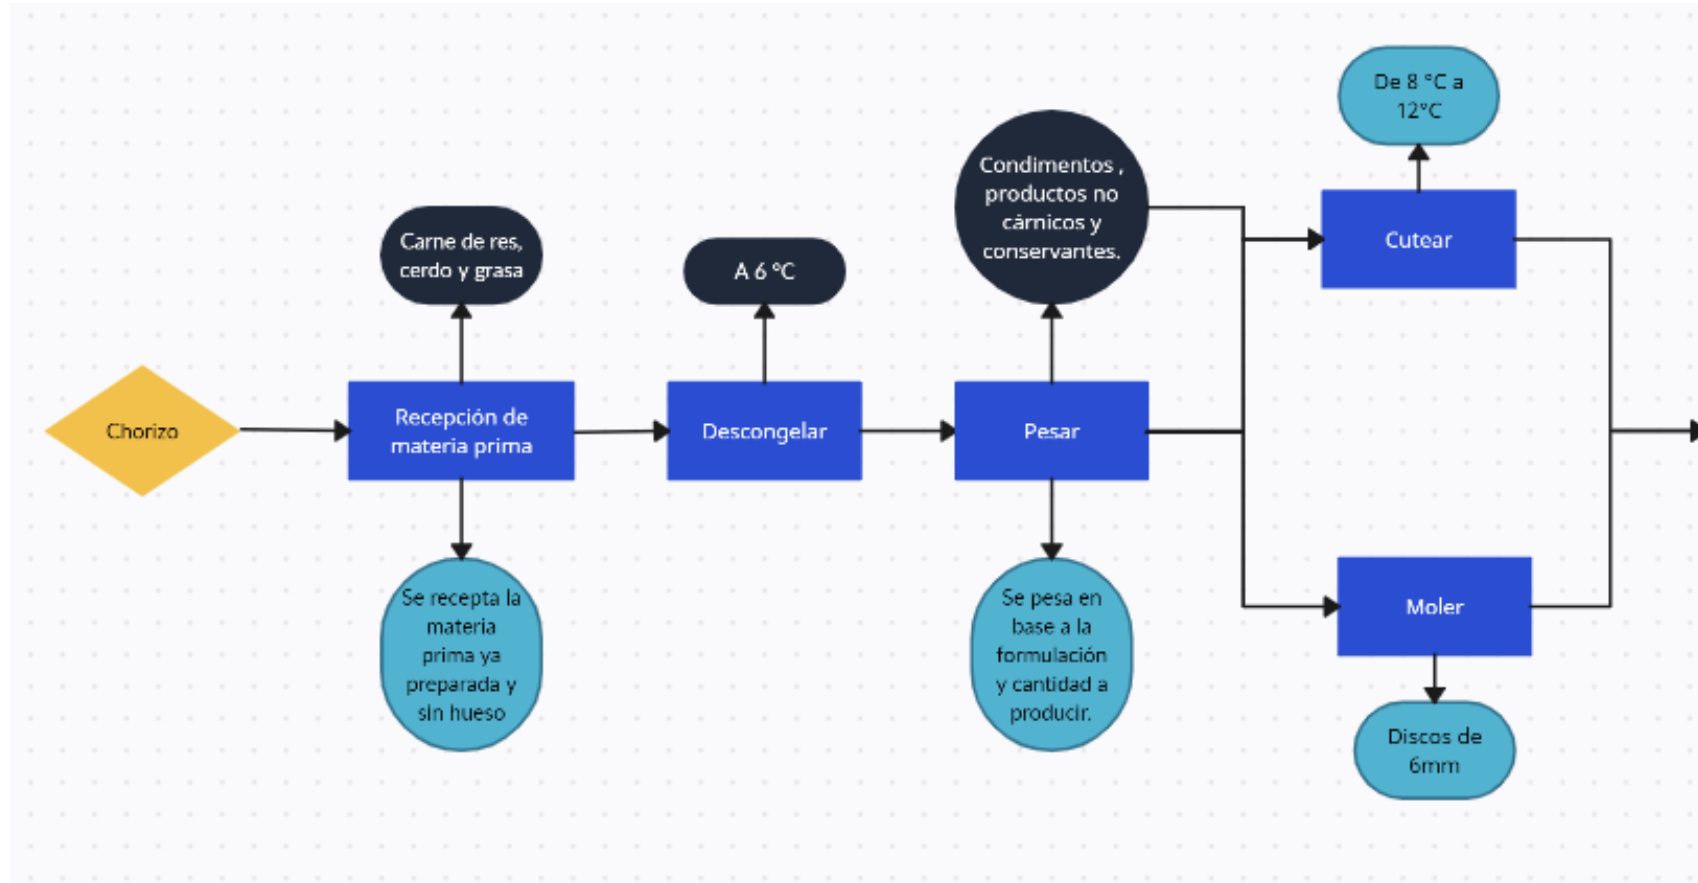 Chorizo
Carne de res,
cerdo y grasa
Recepción de
materia prima
Se recepta la
materia
prima ya
preparada y
sin hueso
A 6 °C
Descongelar
Condimentos ,
productos no
cárnicos y
conservantes.
Pesar
Se pesa en
base a la
formulación
y cantidad a
producir.
De 8 °C a
12°C
Cutear
Moler
Discos de
6mm